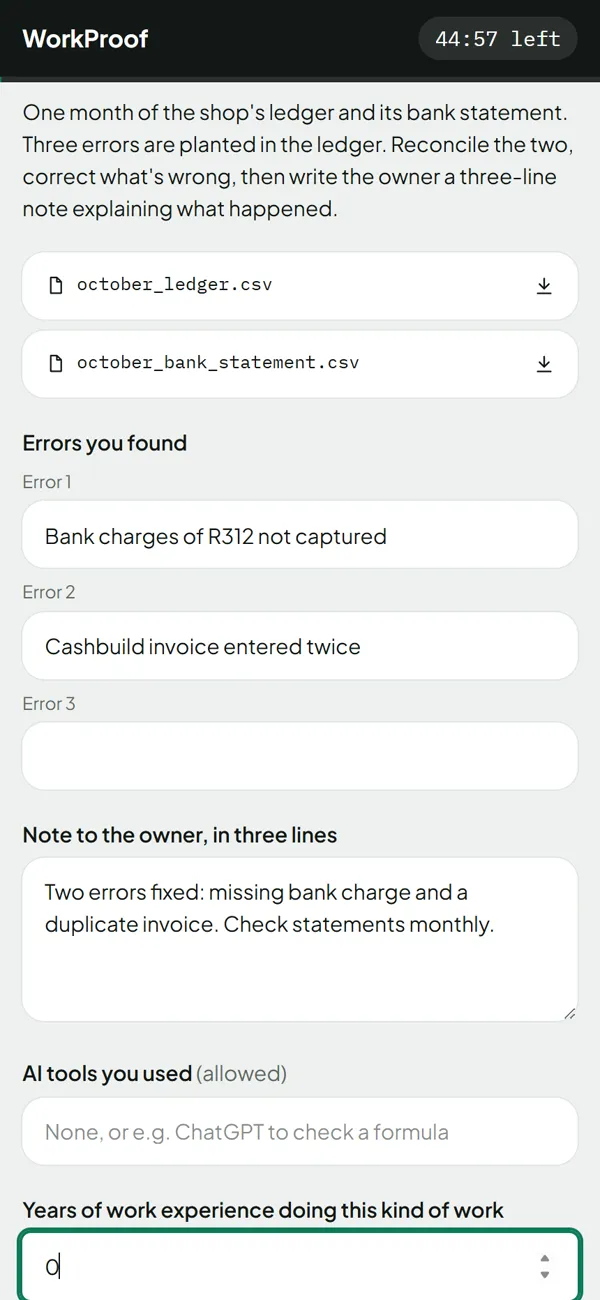 WorkProof
44:57 left
One month of the shop's ledger and its bank statement.
Three errors are planted in the ledger. Reconcile the two,
correct what's wrong, then write the owner a three-line
note explaining what happened.
october_ledger.csv
october_bank_statement.csv
Errors you found
Error 1
Bank charges of R312 not captured
Error 2
Cashbuild invoice entered twice
Error 3
Note to the owner, in three lines
Two errors fixed: missing bank charge and a
duplicate invoice. Check statements monthly.
AI tools you used (allowed)
None, or e.g. ChatGPT to check a formula
Years of work experience doing this kind of work
0